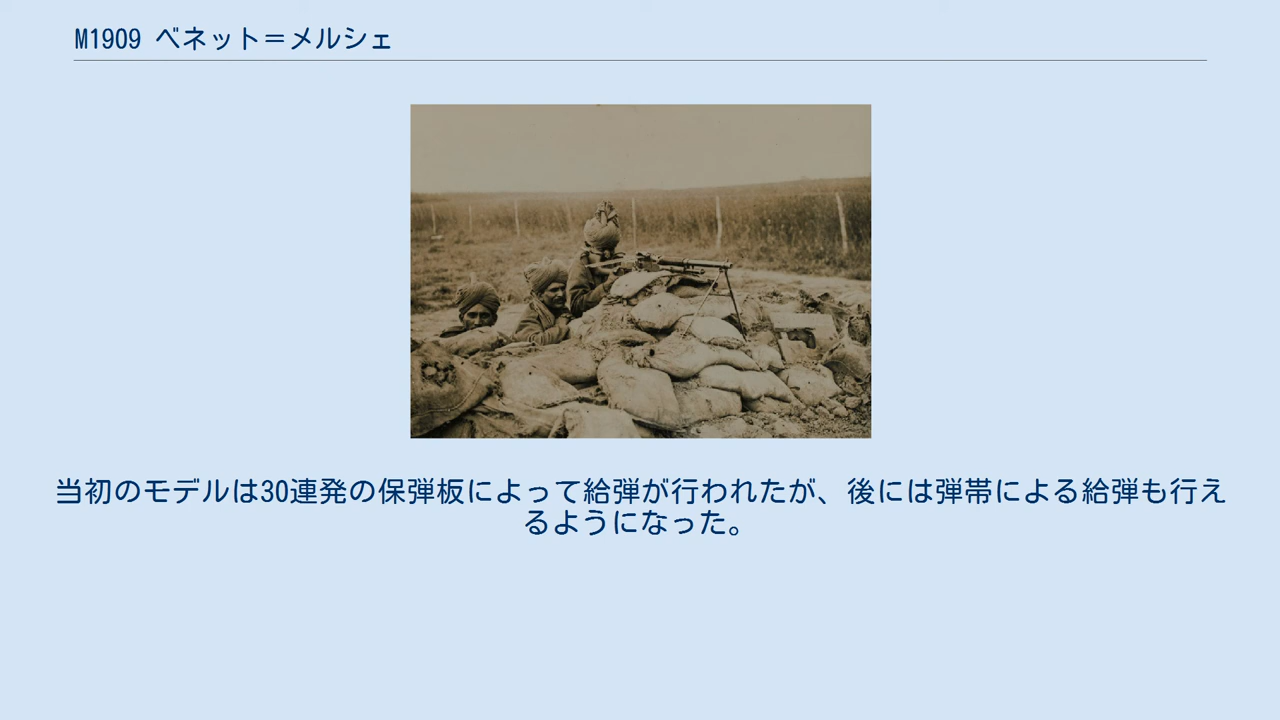 M1909 ベネット＝メルシェ
当初のモデルは30連発の保弾板によって給弾が行われたが、後には弾帯による給弾も行え
るようになった。